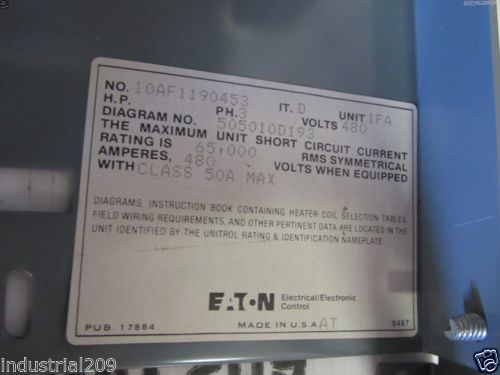 NO. 10AF1190453 IT. D UNIT 1FA
H.P. PH. 3 VOLTS 480
DIAGRAM NO. 505010D193
THE MAXIMUM UNIT SHORT CIRCUIT CURRENT
RATING IS 65,000 RMS SYMMETRICAL
AMPERES, 480 VOLTS WHEN EQUIPPED
WITH CLASS 50A MAX
DIAGRAMS, INSTRUCTION BOOK CONTAINING HEATER COIL SELECTION TABLES,
FIELD WIRING REQUIREMENTS, AND OTHER PERTINENT DATA ARE LOCATED IN THE
UNIT IDENTIFIED BY THE UNITROL RATING & IDENTIFICATION NAMEPLATE
EATON Electrical/Electronic
Control
PUB. 17884 MADE IN U.S.A. AT 0487
industrial209